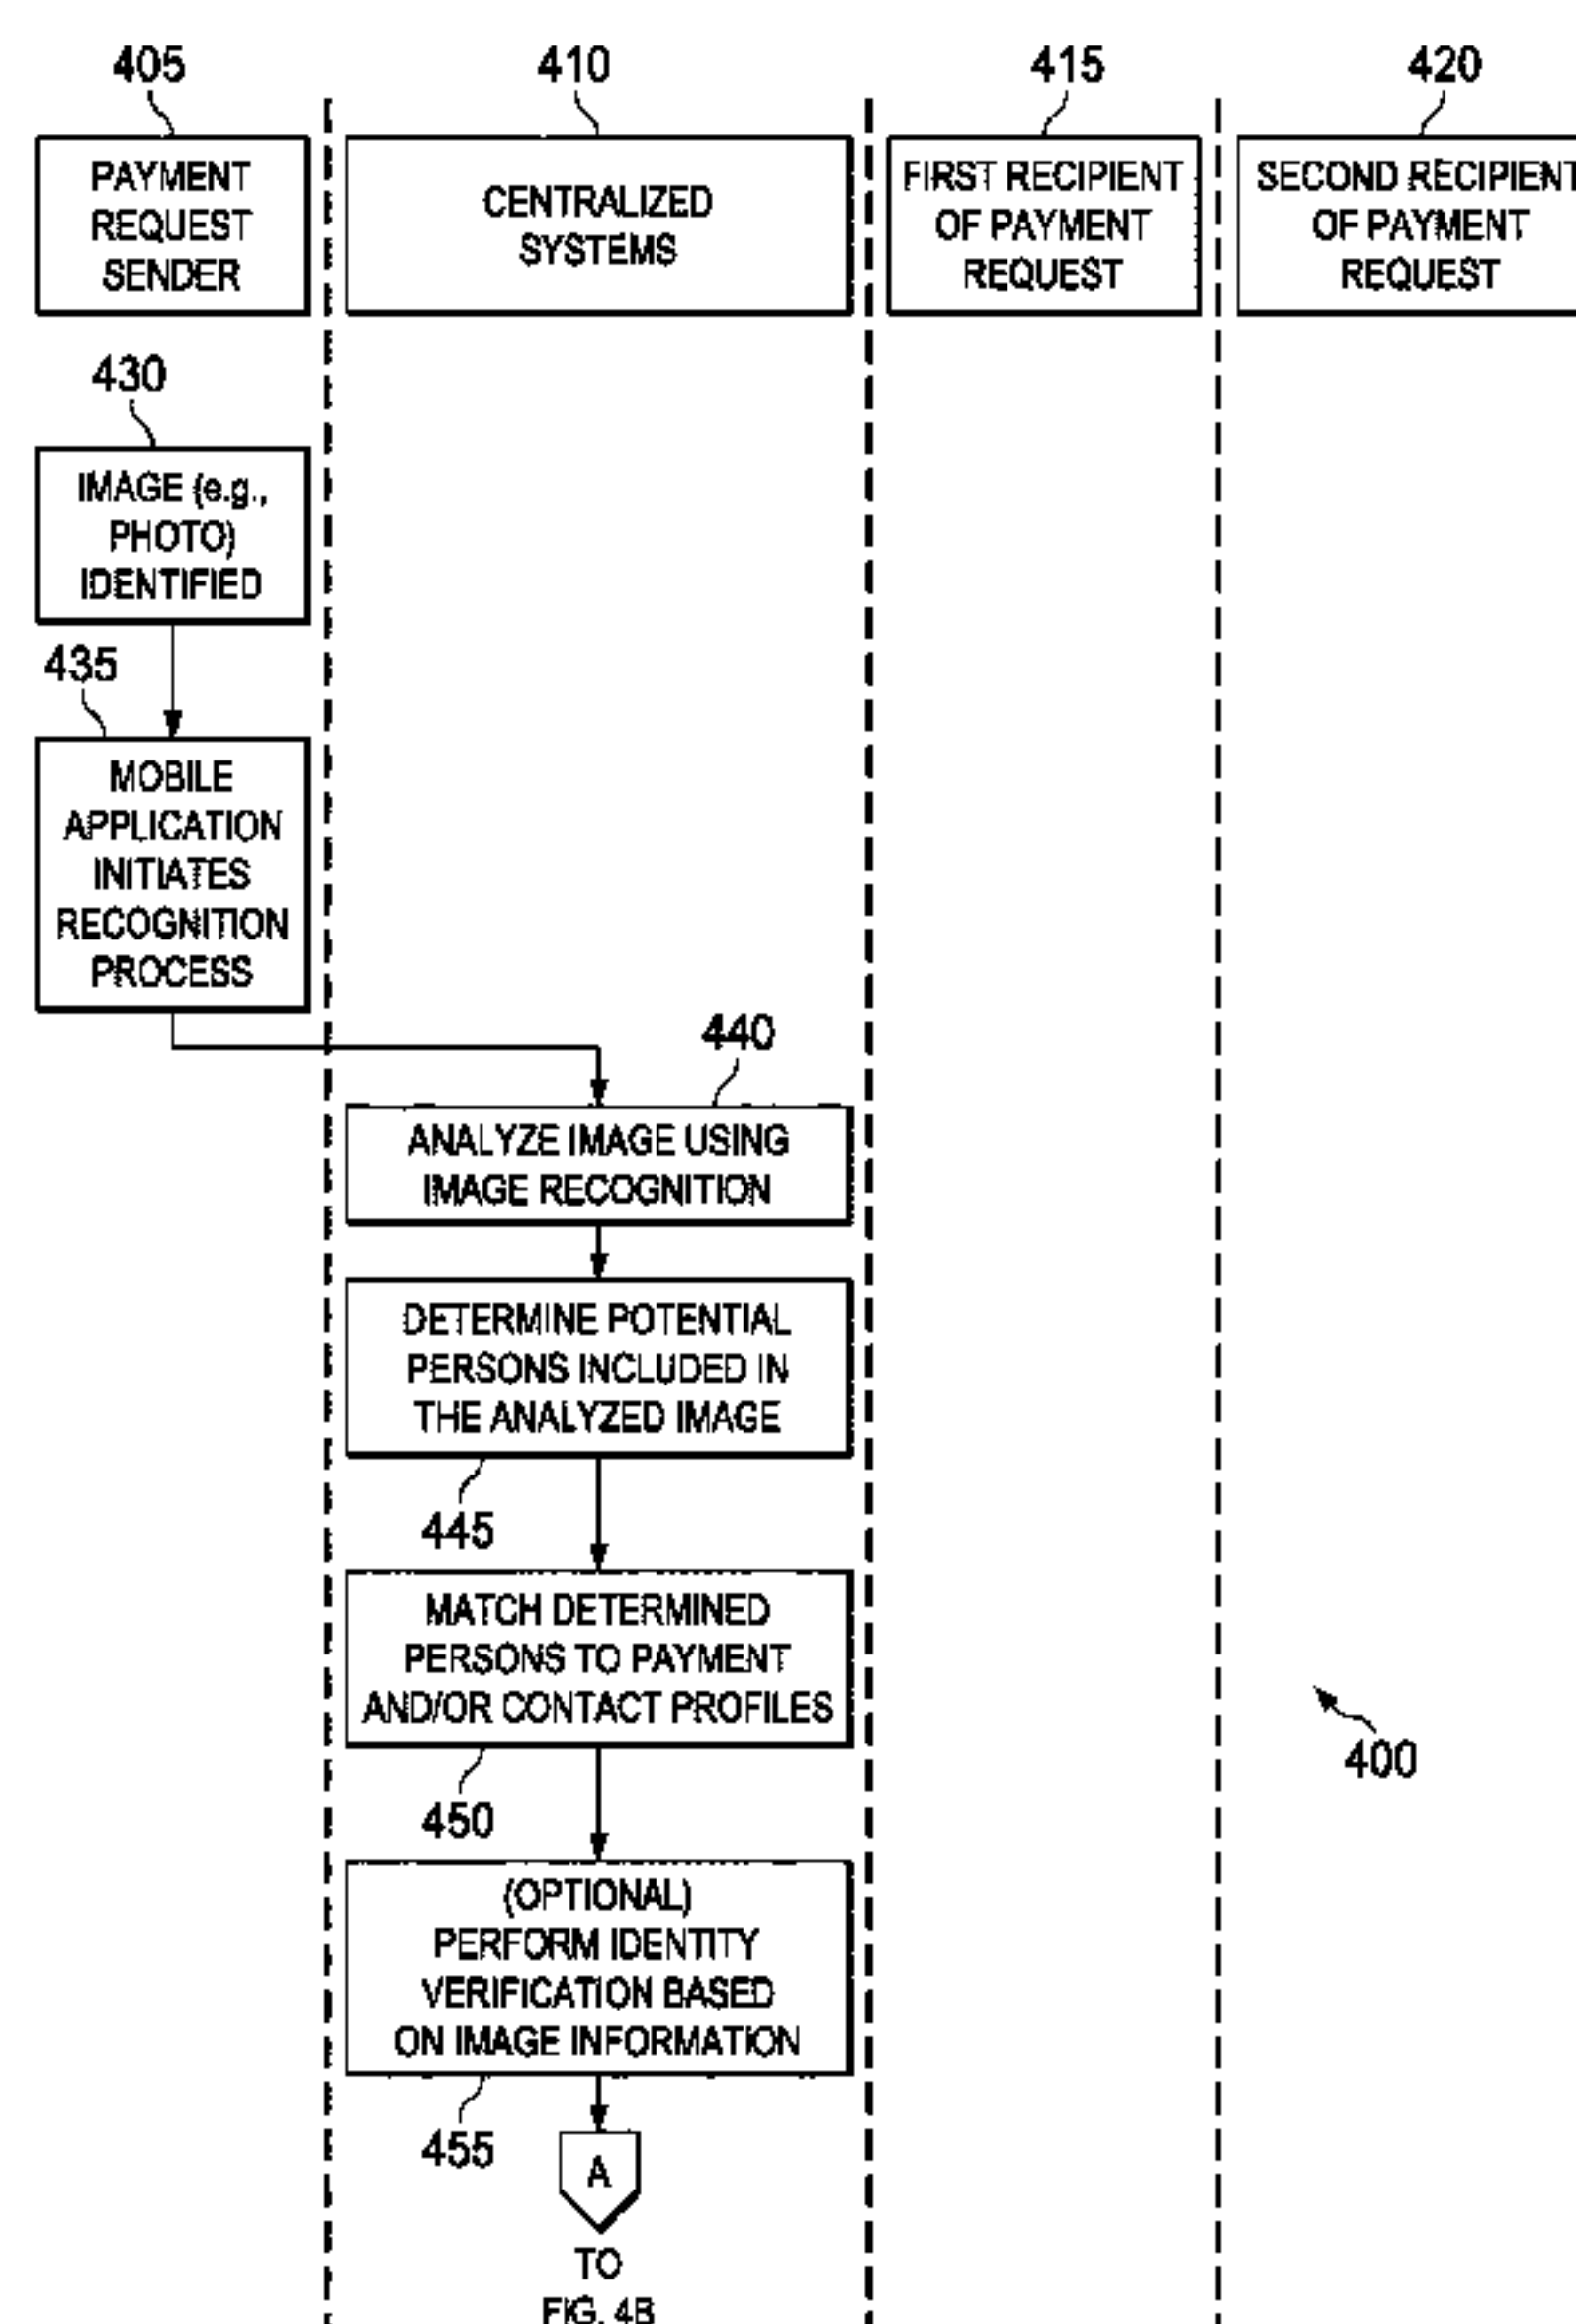 405
410
415
420
PAYMENT
REQUEST
SENDER
CENTRALIZED
SYSTEMS
FIRST RECIPIENT
OF PAYMENT
REQUEST
SECOND RECIPIENT
OF PAYMENT
REQUEST
430
IMAGE (e.g.,
PHOTO)
IDENTIFIED
435
MOBILE
APPLICATION
INITIATES
RECOGNITION
PROCESS
440
ANALYZE IMAGE USING
IMAGE RECOGNITION
DETERMINE POTENTIAL
PERSONS INCLUDED IN
THE ANALYZED IMAGE
445
MATCH DETERMINED
PERSONS TO PAYMENT
AND/OR CONTACT PROFILES
450
400
(OPTIONAL)
PERFORM IDENTITY
VERIFICATION BASED
ON IMAGE INFORMATION
455
A
TO
FIG. 4B